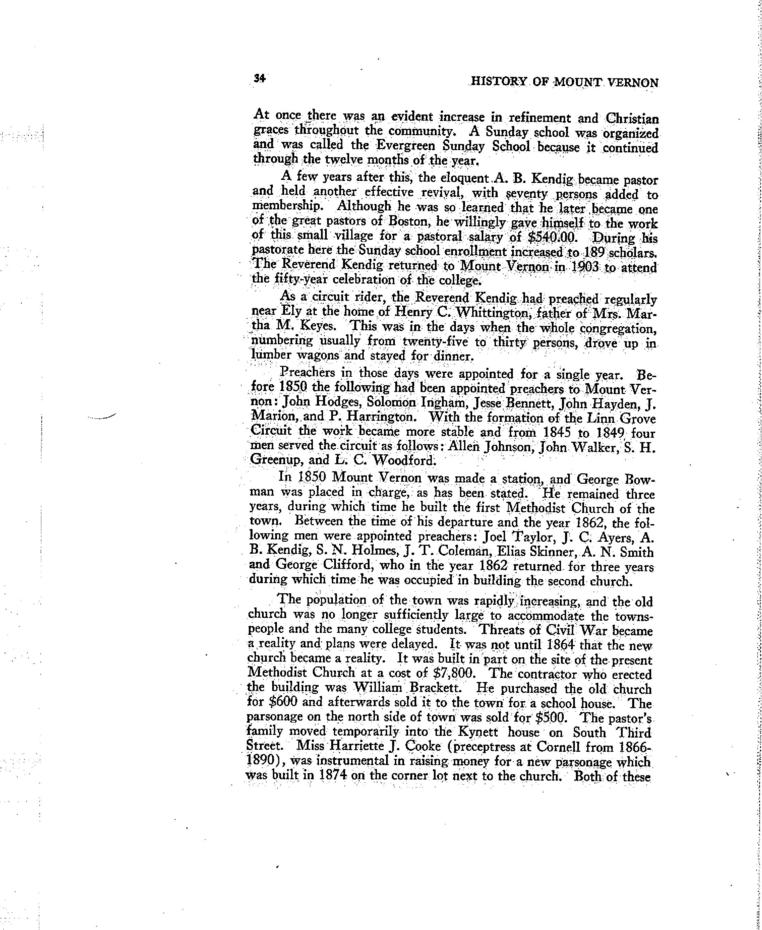 34 HISTORY OF MOUNT VERNON
At once there was an evident increase in refinement and Christian
graces throughout the community. A Sunday school was organized
and was called the Evergreen Sunday School because it continued
through the twelve months of the year.
A few years after this, the eloquent A. B. Kendig became pastor
and held another effective revival, with seventy persons added to
membership. Although he was so learned that he later became one
of the great pastors of Boston, he willingly gave himself to the work
of this small village for a pastoral salary of $540.00. During his
pastorate here the Sunday school enrollment increased to 189 scholars.
The Reverend Kendig returned to Mount Vernon in 1903 to attend
the fifty-year celebration of the college.
As a circuit rider, the Reverend Kendig had preached regularly
near Ely at the home of Henry C. Whittington, father of Mrs. Mar-
tha M. Keyes. This was in the days when the whole congregation,
numbering usually from twenty-five to thirty persons, drove up in
lumber wagons and stayed for dinner.
Preachers in those days were appointed for a single year. Be-
fore 1850 the following had been appointed preachers to Mount Ver-
non: John Hodges, Solomon Ingham, Jesse Bennett, John Hayden, J.
Marion, and P. Harrington. With the formation of the Linn Grove
Circuit the work became more stable and from 1845 to 1849 four
men served the circuit as follows: Allen Johnson, John Walker, S. H.
Greenup, and L. C. Woodford.
In 1850 Mount Vernon was made a station, and George Bow-
man was placed in charge, as has been stated. He remained three
years, during which time he built the first Methodist Church of the
town. Between the time of his departure and the year 1862, the fol-
lowing men were appointed preachers: Joel Taylor, J. C. Ayers, A.
B. Kendig, S. N. Holmes, J. T. Coleman, Elias Skinner, A. N. Smith
and George Clifford, who in the year 1862 returned for three years
during which time he was occupied in building the second church.
The population of the town was rapidly increasing, and the old
church was no longer sufficiently large to accommodate the towns-
people and the many college students. Threats of Civil War became
a reality and plans were delayed. It was not until 1864 that the new
church became a reality. It was built in part on the site of the present
Methodist Church at a cost of $7,800. The contractor who erected
the building was William Brackett. He purchased the old church
for $600 and afterwards sold it to the town for a school house. The
parsonage on the north side of town was sold for $500. The pastor's
family moved temporarily into the Kynett house on South Third
Street. Miss Harriette J. Cooke (preceptress at Cornell from 1866-
1890), was instrumental in raising money for a new parsonage which
was built in 1874 on the corner lot next to the church. Both of these